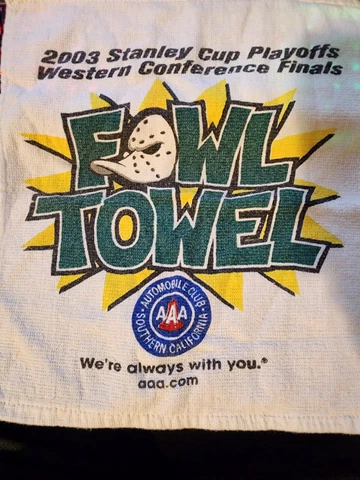 2003 Stanley Cup Playoffs
Western Conference Finals
FOWL
TOWEL
AUTOMOBILE CLUB
AAA
SOUTHERN CALIFORNIA
We're always with you.®
aaa.com